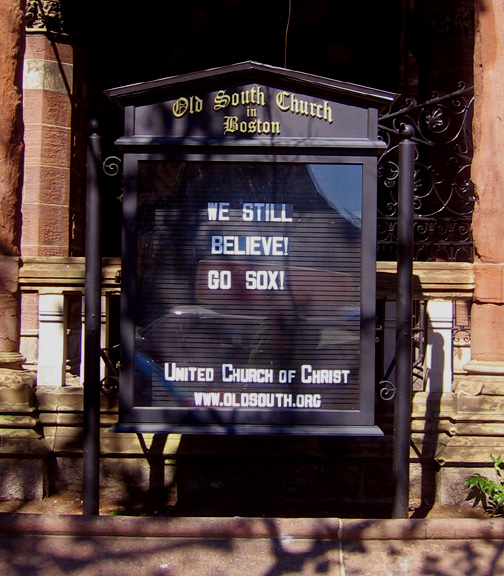 Old South Church
in
Boston
WE STILL
BELIEVE!
GO SOX!
UNITED CHURCH OF CHRIST
WWW.OLDSOUTH.ORG